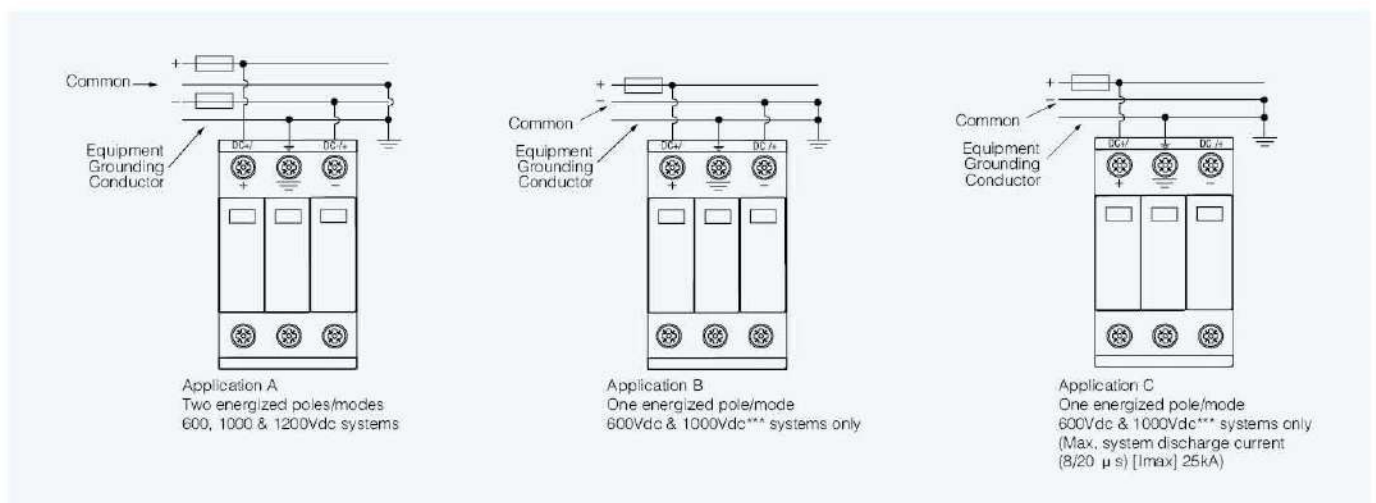 +
Common
−
Equipment
Grounding
Conductor
DC+/
DC-/+
+
−
Application A
Two energized poles/modes
600, 1000 & 1200Vdc systems
+
−
Common
Equipment
Grounding
Conductor
DC+/
DC-/+
+
−
Application B
One energized pole/mode
600Vdc & 1000Vdc*** systems only
+
−
Common
Equipment
Grounding
Conductor
DC+/
DC-/+
+
−
Application C
One energized pole/mode
600Vdc & 1000Vdc*** systems only
(Max. system discharge current
(8/20 μ s) [Imax] 25kA)